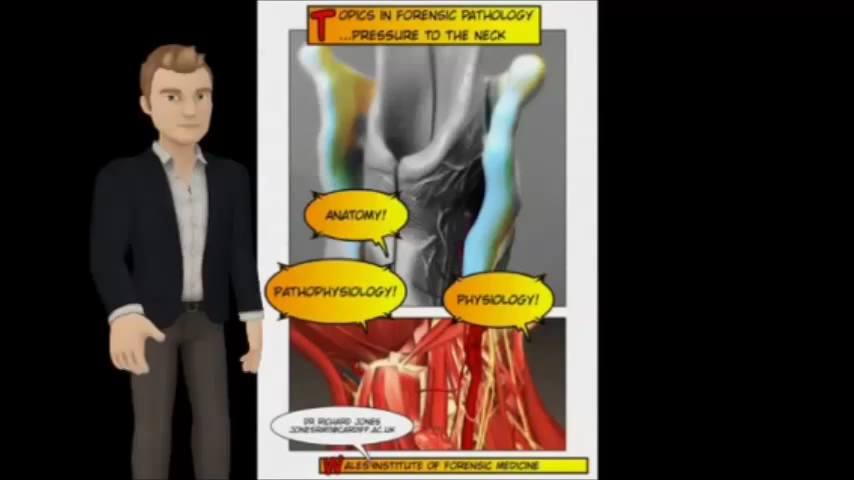 TOPICS IN FORENSIC PATHOLOGY
...PRESSURE TO THE NECK
ANATOMY!
PATHOPHYSIOLOGY!
PHYSIOLOGY!
DR RICHARD JONES
WALES INSTITUTE OF FORENSIC MEDICINE